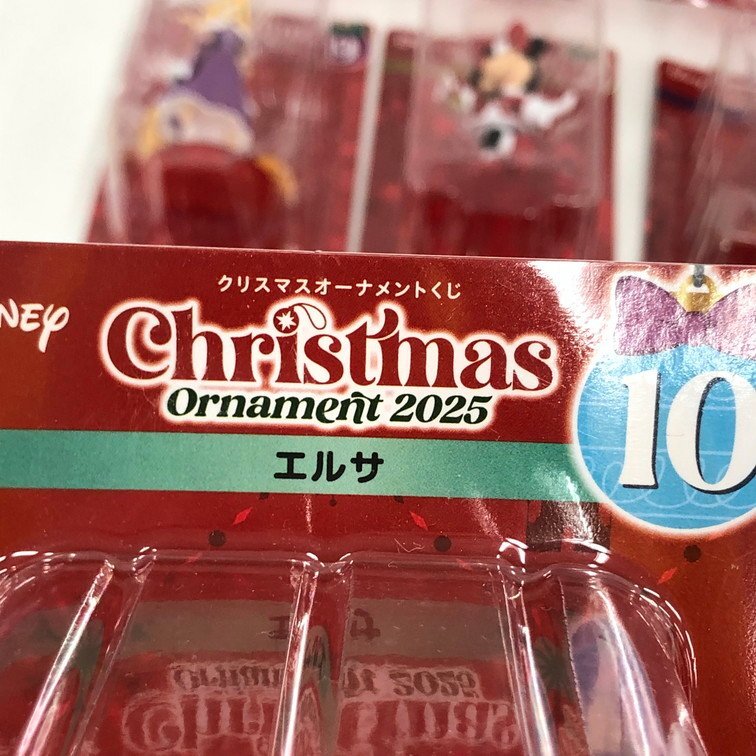 クリスマスオーナメントくじ
NEY
Christmas
Ornament 2025
10
エルサ